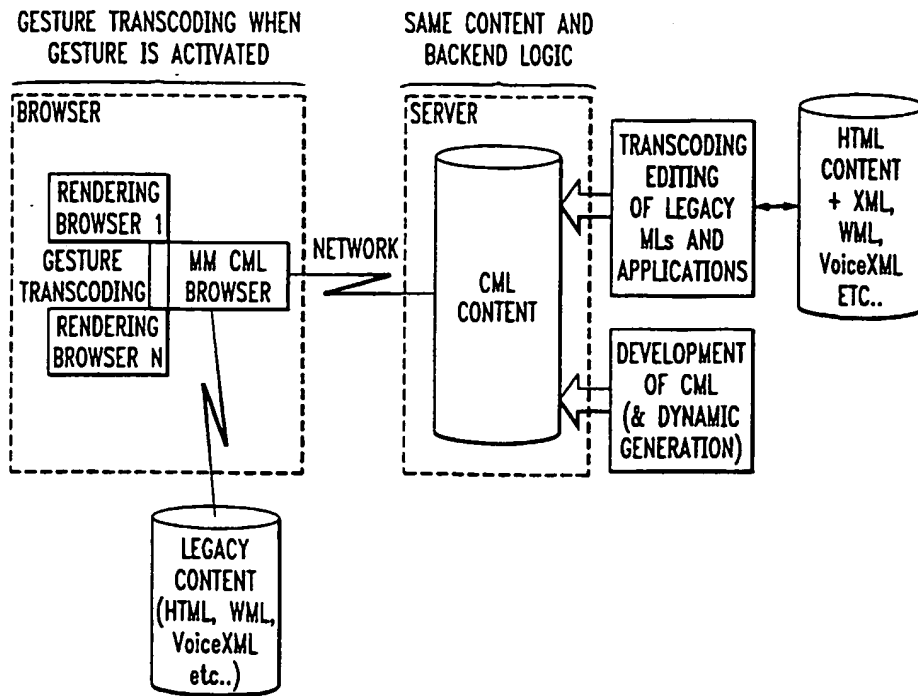 GESTURE TRANSCODING WHEN
GESTURE IS ACTIVATED
SAME CONTENT AND
BACKEND LOGIC
BROWSER
RENDERING
BROWSER 1
GESTURE
TRANSCODING
MM CML
BROWSER
RENDERING
BROWSER N
NETWORK
SERVER
CML
CONTENT
TRANSCODING
EDITING
OF LEGACY
MLs AND
APPLICATIONS
HTML
CONTENT
+ XML,
WML,
VoiceXML
ETC..
DEVELOPMENT
OF CML
(& DYNAMIC
GENERATION)
LEGACY
CONTENT
(HTML, WML,
VoiceXML
etc..)